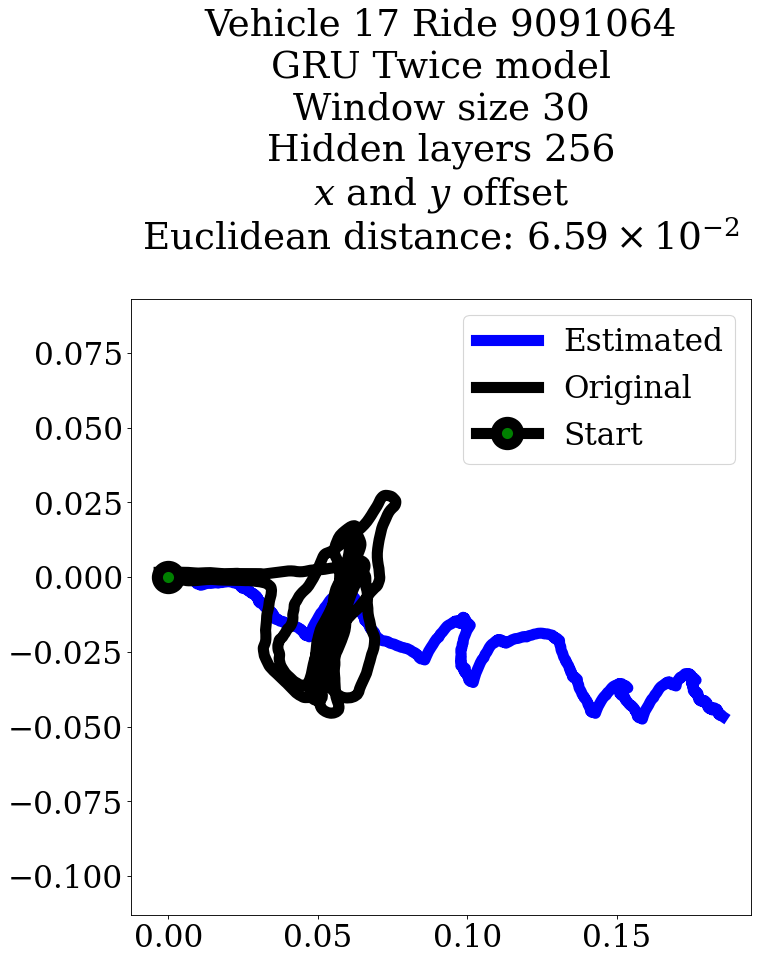 Vehicle 17 Ride 9091064
GRU Twice model
Window size 30
Hidden layers 256
x and y offset
Euclidean distance: 6.59 × 10⁻²
Estimated
Original
Start
0.075
0.050
0.025
0.000
−0.025
−0.050
−0.075
−0.100
0.00 0.05 0.10 0.15